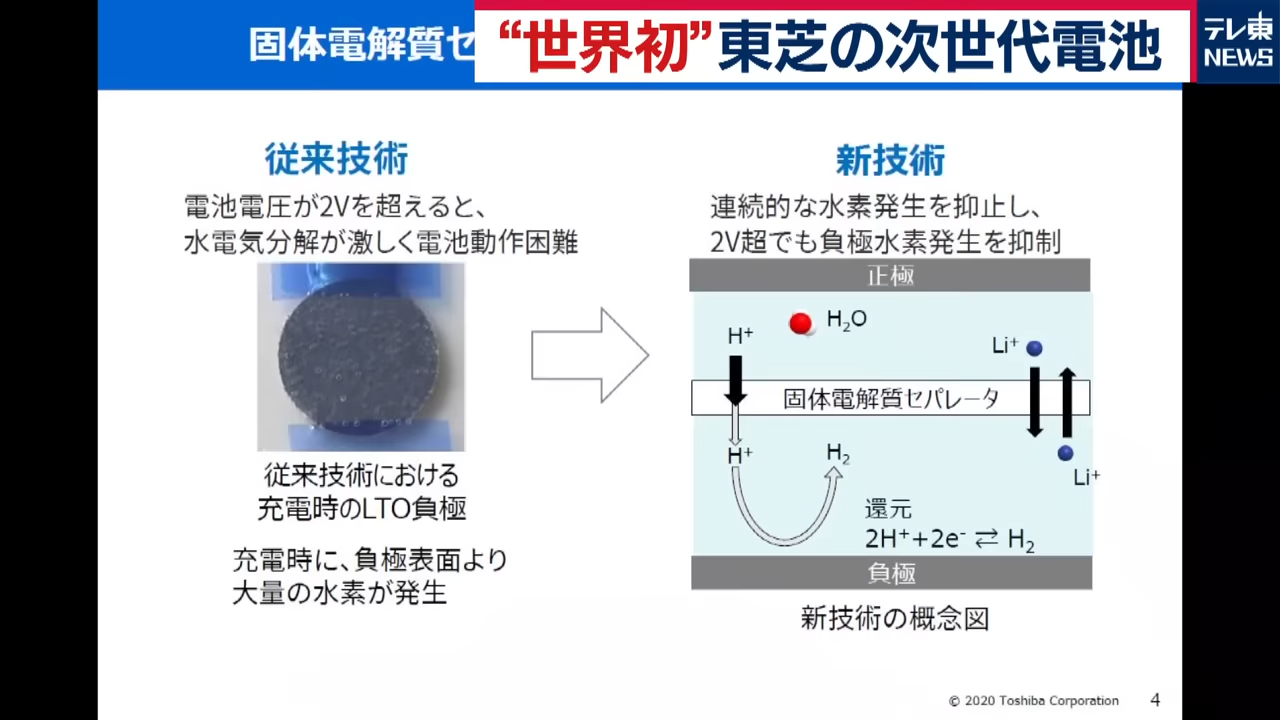 固体電解質セ
“世界初”東芝の次世代電池
テレ東
NEWS
従来技術
電池電圧が2Vを超えると、
水電気分解が激しく電池動作困難
従来技術における
充電時のLTO負極
充電時に、負極表面より
大量の水素が発生
新技術
連続的な水素発生を抑止し、
2V超でも負極水素発生を抑制
正極
H⁺
H₂O
Li⁺
固体電解質セパレータ
H⁺
H₂
Li⁺
還元
2H⁺+2e⁻ ⇄ H₂
負極
新技術の概念図
© 2020 Toshiba Corporation
4